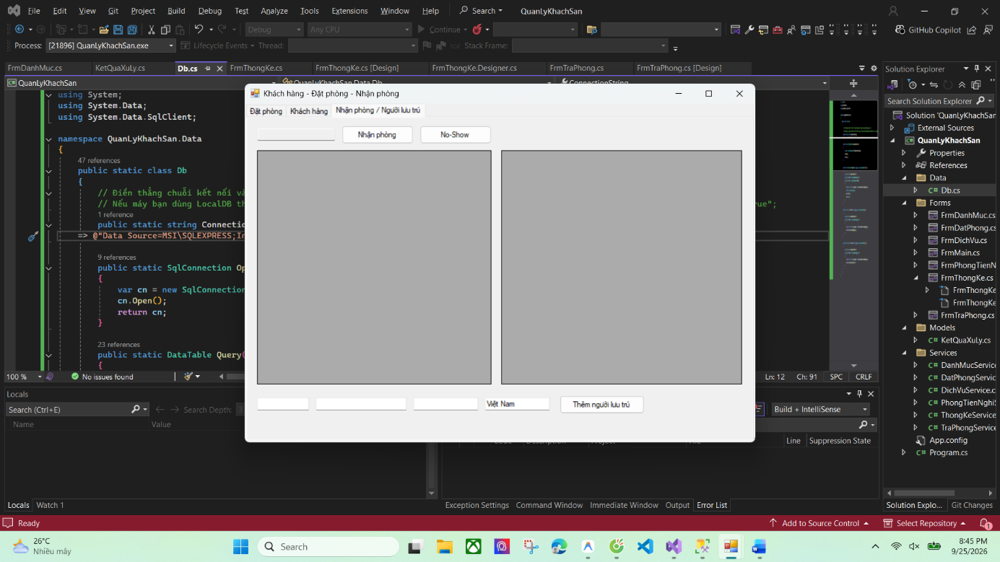 File Edit View Git Project Build Debug Test Analyze Tools Extensions Window Help Search QuanLyKhachSan
Debug Any CPU Continue GitHub Copilot
Process: [21896] QuanLyKhachSan.exe Lifecycle Events Thread: Stack Frame:
FrmDanhMuc.cs KetQuaXuLy.cs Db.cs FrmThongKe.cs FrmThongKe.cs [Design] FrmThongKe.Designer.cs FrmTraPhong.cs FrmTraPhong.cs [Design]
QuanLyKhachSan QuanLyKhachSan.Data.Db ConnectionString
using System;
using System.Data;
using System.Data.SqlClient;
namespace QuanLyKhachSan.Data
{
47 references
public static class Db
{
// Điền thẳng chuỗi kết nối và
// Nếu máy bạn dùng LocalDB th
rue";
1 reference
public static string Connectio
=> @"Data Source=MSI\SQLEXPRESS;In
9 references
public static SqlConnection Op
{
var cn = new SqlConnection
cn.Open();
return cn;
}
23 references
public static DataTable Query(
{
100 % No issues found Ln: 12 Ch: 91 SPC CRLF
Khách hàng - Đặt phòng - Nhận phòng
Đặt phòng Khách hàng Nhận phòng / Người lưu trú
Nhận phòng No-Show
Việt Nam Thêm người lưu trú
Locals
Search (Ctrl+E) Search Depth: 3
Name Value
Build + IntelliSense
Code Description Project File Line Suppression State
Locals Watch 1
Exception Settings Command Window Immediate Window Output Error List
Solution Explorer
Search Solution Explorer
Solution 'QuanLyKhachSan
External Sources
QuanLyKhachSan
Properties
References
Data
Db.cs
Forms
FrmDanhMuc.cs
FrmDatPhong.cs
FrmDichVu.cs
FrmMain.cs
FrmPhongTienN
FrmThongKe.cs
FrmThongKe
FrmThongKe
FrmTraPhong.cs
Models
KetQuaXuLy.cs
Services
DanhMucService
DatPhongServic
DichVuService.c
PhongTienNghiS
ThongKeService
TraPhongService
App.config
Program.cs
Solution Explo... Git Changes
Ready Add to Source Control Select Repository 1
26°C
Nhiều mây
Search
8:45 PM
9/25/2026